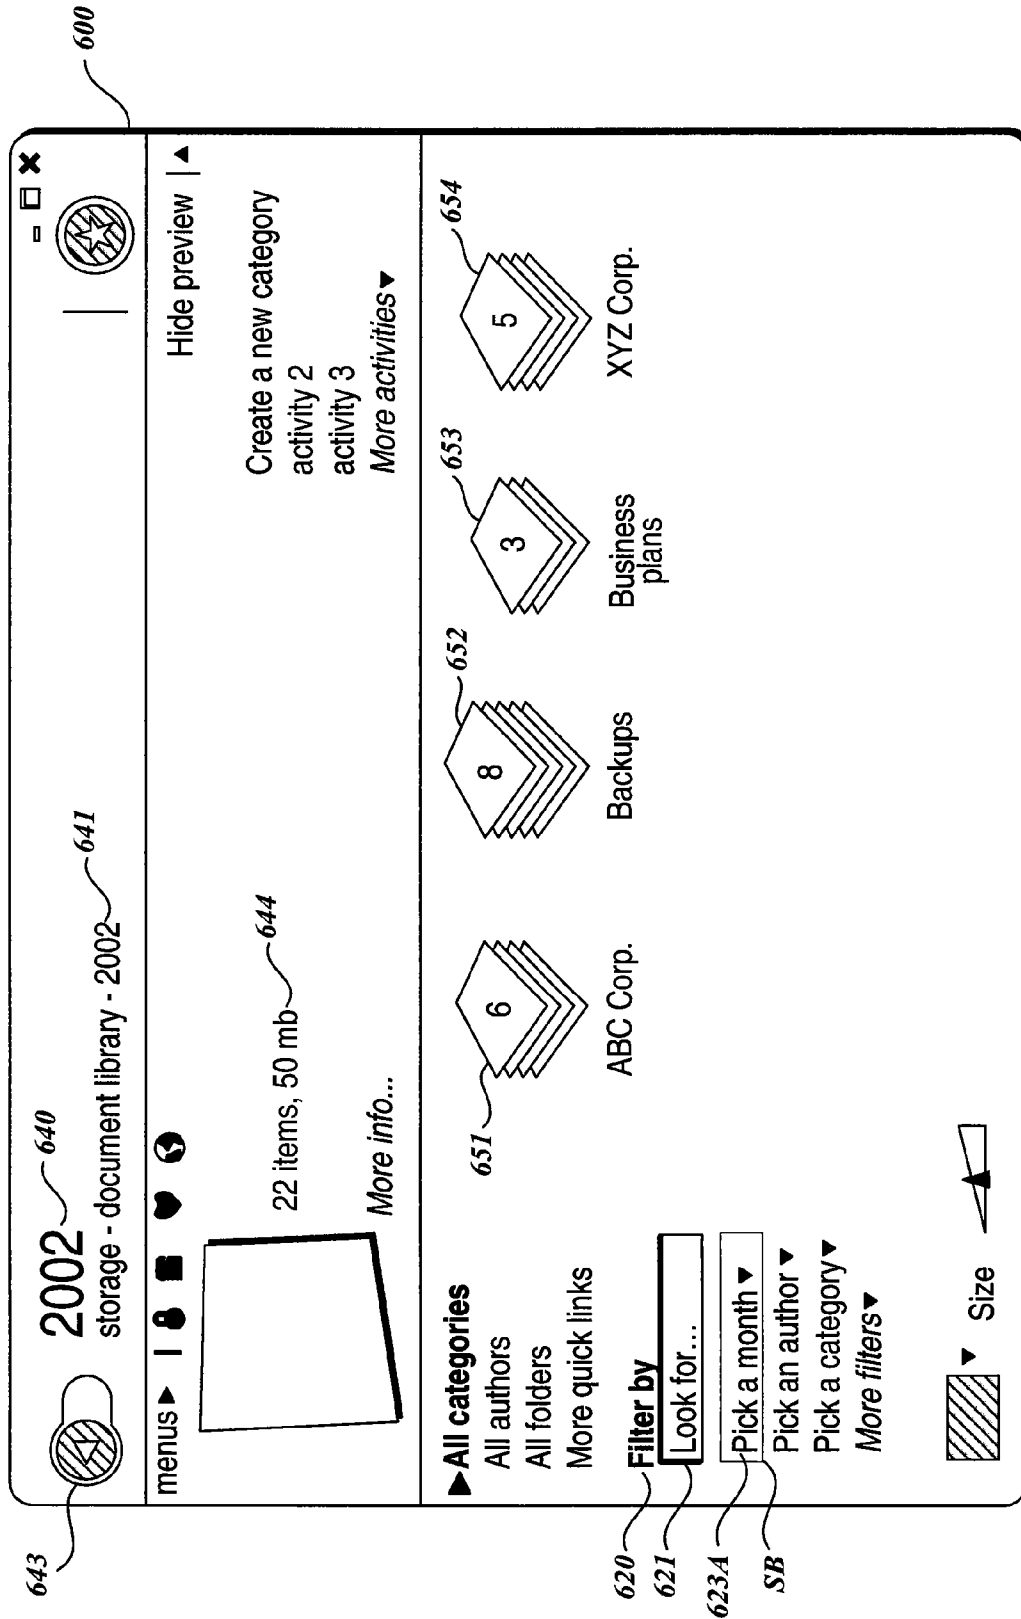 600
2002 640
storage - document library - 2002 641
643
menus
Hide preview
22 items, 50 mb 644
More info...
Create a new category
activity 2
activity 3
More activities
All categories
All authors
All folders
More quick links
620 Filter by
621 Look for...
623A Pick a month
SB
Pick an author
Pick a category
More filters
Size
651
6
ABC Corp.
652
8
Backups
653
3
Business
plans
654
5
XYZ Corp.